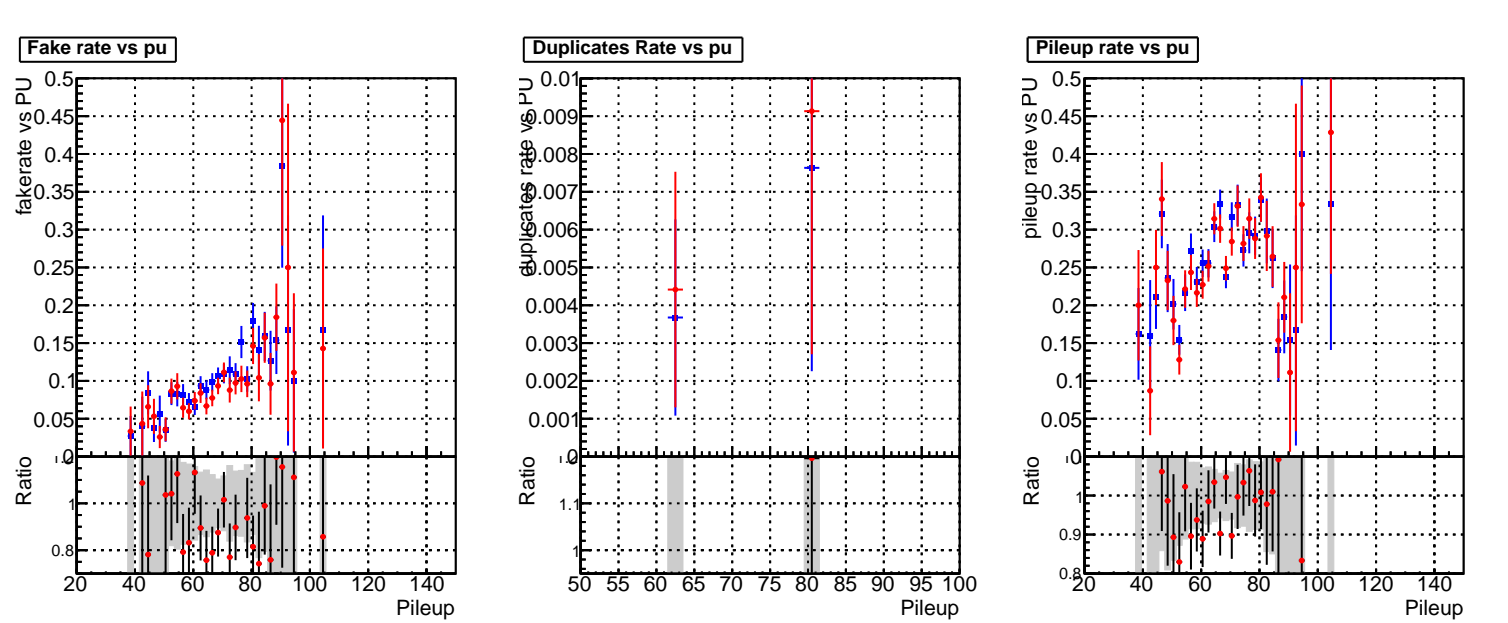 Fake rate vs pu
fakerate vs PU
0.5
0.45
0.4
0.35
0.3
0.25
0.2
0.15
0.1
0.05
0
Ratio
1
0.8
20 40 60 80 100 120 140
Pileup
Duplicates Rate vs pu
duplicates rate vs PU
0.01
0.009
0.008
0.007
0.006
0.005
0.004
0.003
0.002
0.001
0
Ratio
1.1
1
50 55 60 65 70 75 80 85 90 95 100
Pileup
Pileup rate vs pu
pileup rate vs PU
0.5
0.45
0.4
0.35
0.3
0.25
0.2
0.15
0.1
0.05
0
Ratio
1
0.9
0.8
20 40 60 80 100 120 140
Pileup